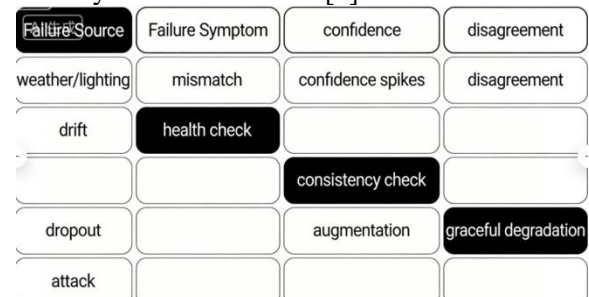 Failure Source Failure Symptom confidence disagreement
weather/lighting mismatch confidence spikes disagreement
drift health check
consistency check
dropout augmentation graceful degradation
attack